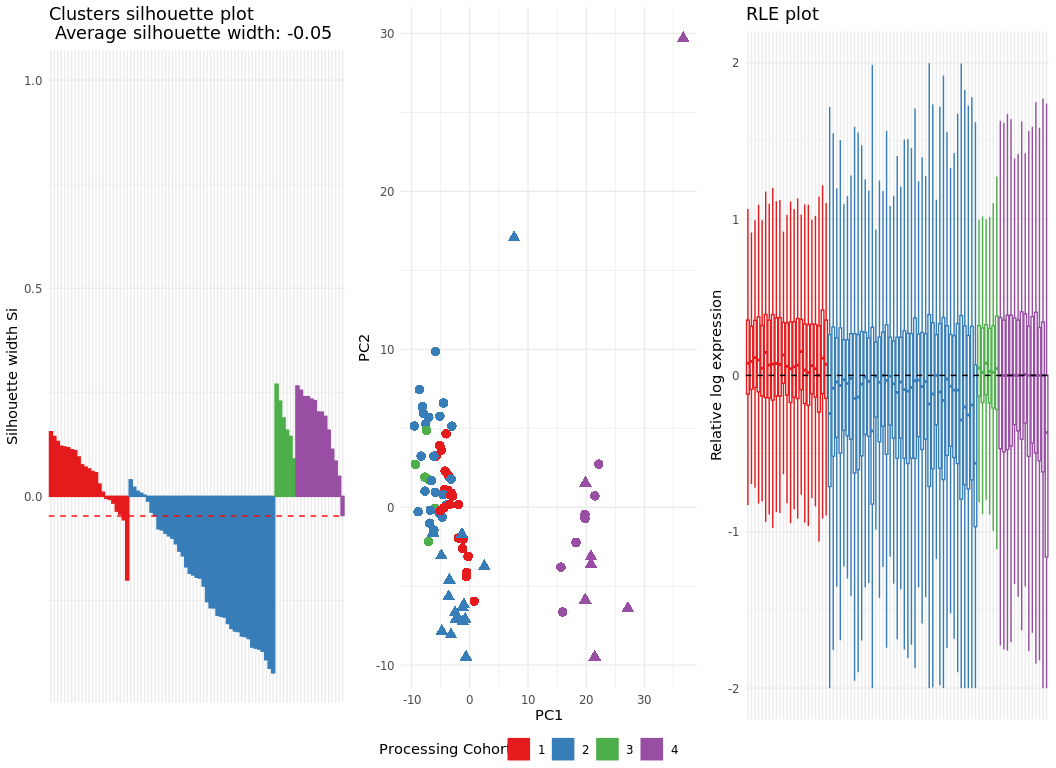 Clusters silhouette plot
Average silhouette width: -0.05
Silhouette width Si
1.0
0.5
0.0
PC2
30
20
10
0
-10
-10 0 10 20 30
PC1
RLE plot
Relative log expression
2
1
0
-1
-2
Processing Cohort 1 2 3 4